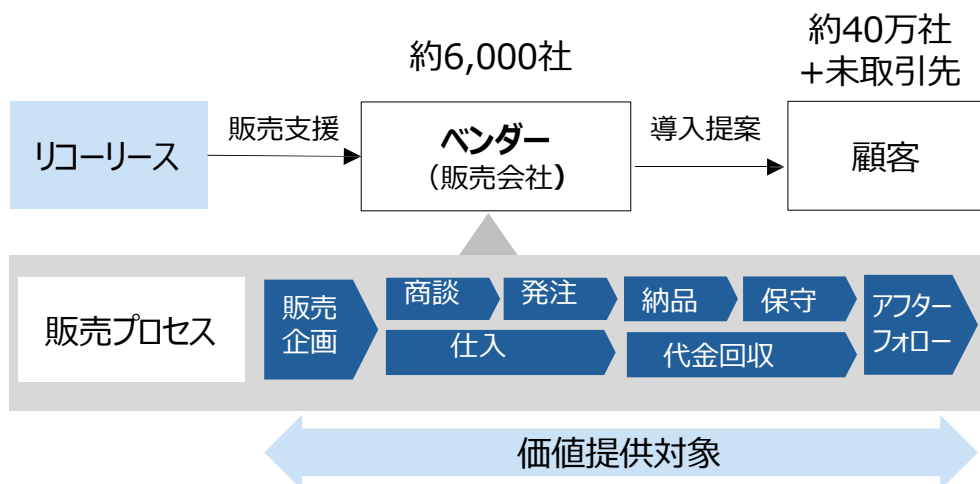 約6,000社
約40万社
+未取引先
リコーリース
販売支援
ベンダー
（販売会社）
導入提案
顧客
販売プロセス
販売
企画
商談
発注
仕入
納品
保守
代金回収
アフター
フォロー
価値提供対象